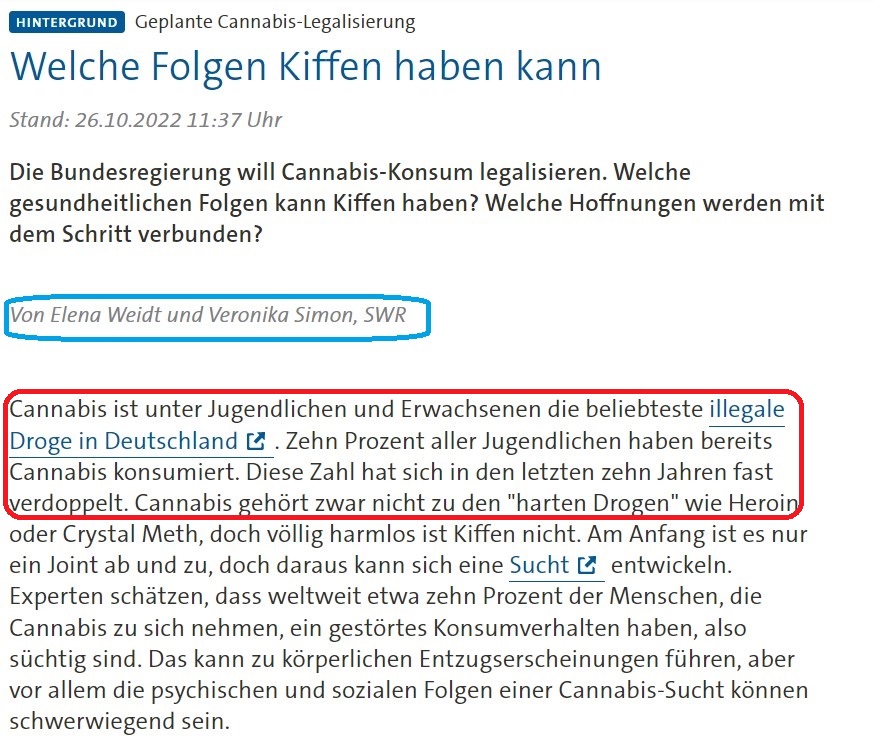 HINTERGRUND Geplante Cannabis-Legalisierung
Welche Folgen Kiffen haben kann
Stand: 26.10.2022 11:37 Uhr
Die Bundesregierung will Cannabis-Konsum legalisieren. Welche
gesundheitlichen Folgen kann Kiffen haben? Welche Hoffnungen werden mit
dem Schritt verbunden?
Von Elena Weidt und Veronika Simon, SWR
Cannabis ist unter Jugendlichen und Erwachsenen die beliebteste illegale
Droge in Deutschland . Zehn Prozent aller Jugendlichen haben bereits
Cannabis konsumiert. Diese Zahl hat sich in den letzten zehn Jahren fast
verdoppelt. Cannabis gehört zwar nicht zu den "harten Drogen" wie Heroin
oder Crystal Meth, doch völlig harmlos ist Kiffen nicht. Am Anfang ist es nur
ein Joint ab und zu, doch daraus kann sich eine Sucht entwickeln.
Experten schätzen, dass weltweit etwa zehn Prozent der Menschen, die
Cannabis zu sich nehmen, ein gestörtes Konsumverhalten haben, also
süchtig sind. Das kann zu körperlichen Entzugserscheinungen führen, aber
vor allem die psychischen und sozialen Folgen einer Cannabis-Sucht können
schwerwiegend sein.